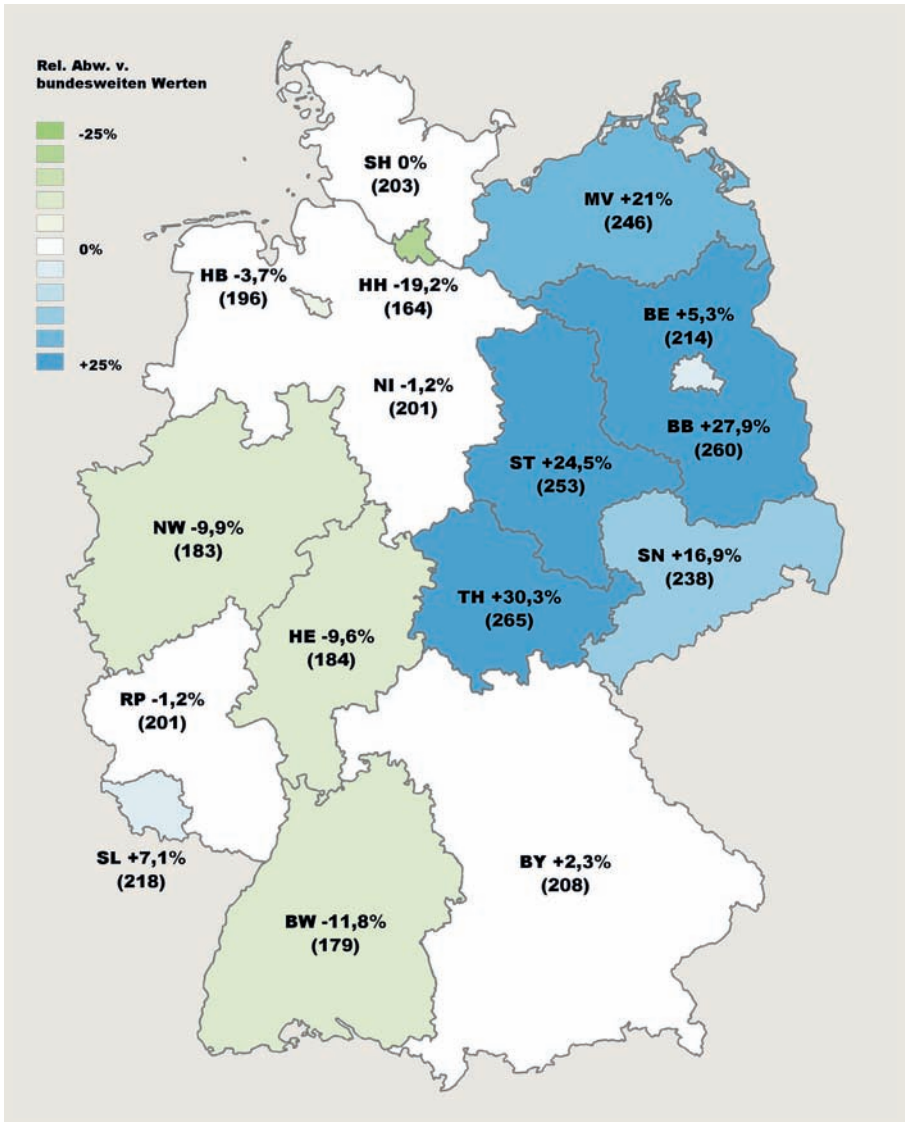 Rel. Abw. v.
bundesweiten Werten
-25%
0%
+25%
SH 0%
(203)
MV +21%
(246)
HB -3,7%
(196)
HH -19,2%
(164)
BE +5,3%
(214)
NI -1,2%
(201)
BB +27,9%
(260)
ST +24,5%
(253)
NW -9,9%
(183)
SN +16,9%
(238)
TH +30,3%
(265)
HE -9,6%
(184)
RP -1,2%
(201)
SL +7,1%
(218)
BY +2,3%
(208)
BW -11,8%
(179)